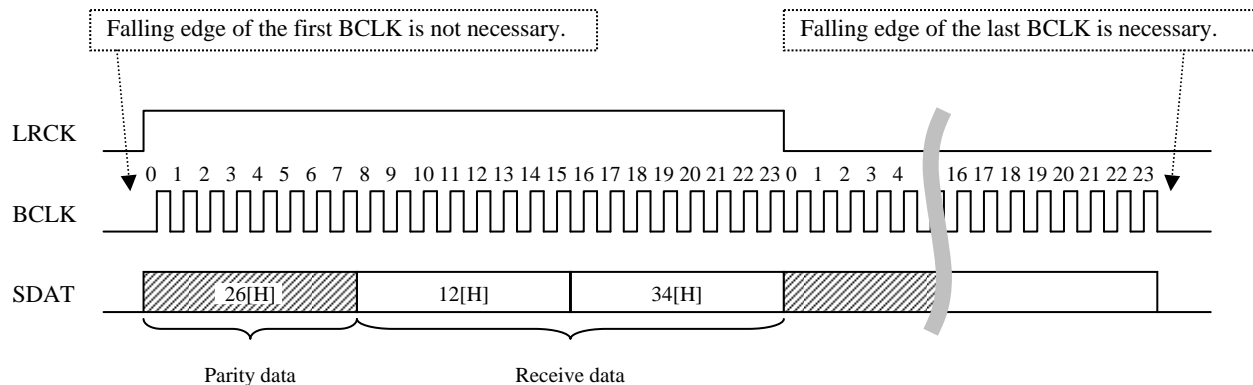 Falling edge of the first BCLK is not necessary.
Falling edge of the last BCLK is necessary.
LRCK
0 1 2 3 4 5 6 7 8 9 10 11 12 13 14 15 16 17 18 19 20 21 22 23 0 1 2 3 4 16 17 18 19 20 21 22 23
BCLK
SDAT
26[H] 12[H] 34[H]
Parity data Receive data